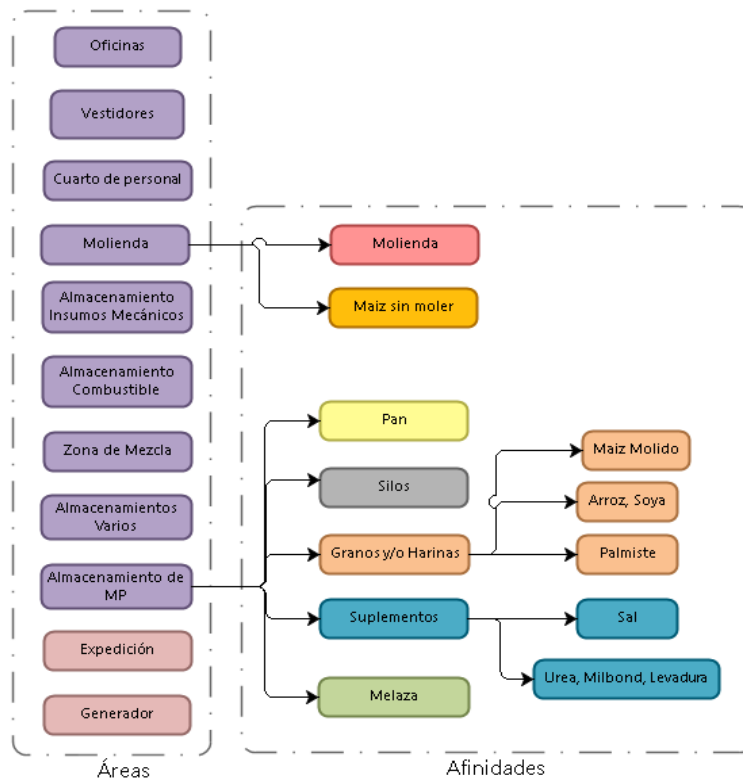 Oficinas
Vestidores
Cuarto de personal
Molienda
Almacenamiento
Insumos Mecánicos
Almacenamiento
Combustible
Zona de Mezcla
Almacenamientos
Varios
Almacenamiento de
MP
Expedición
Generador
Áreas
Molienda
Maiz sin moler
Pan
Silos
Granos y/o Harinas
Suplementos
Melaza
Maiz Molido
Arroz, Soya
Palmiste
Sal
Urea, Milbond, Levadura
Afinidades